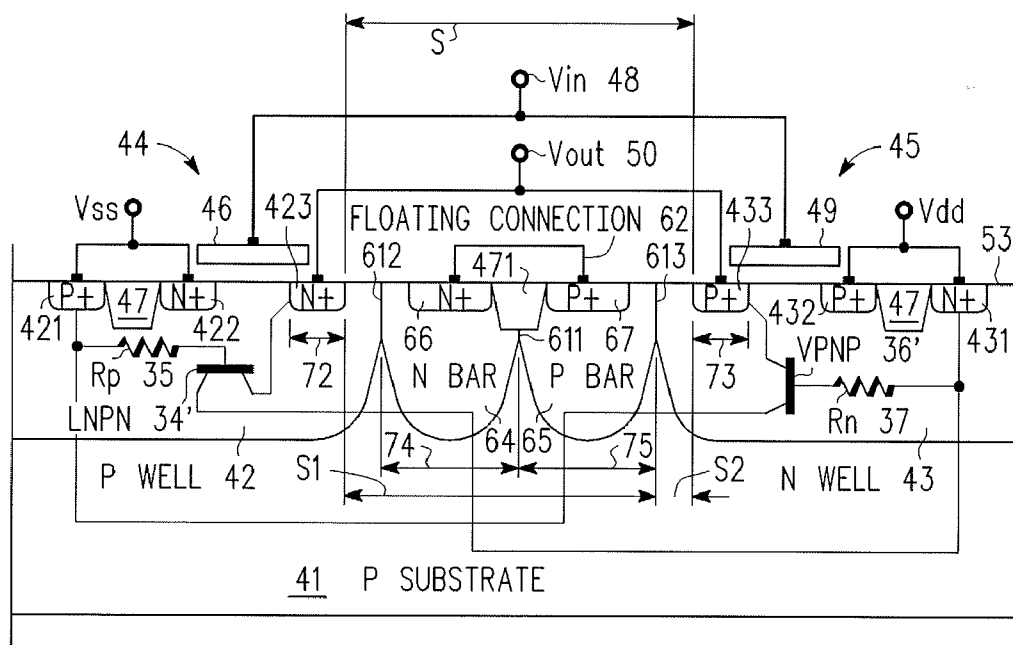 S
Vin 48
44
Vout 50
45
Vss
46
423
FLOATING CONNECTION 62
433
49
Vdd
612
471
613
53
P+
47
N+
N+
N+
P+
P+
P+
47
N+
421
422
66
611
67
432
36'
431
Rp
35
72
N BAR
P BAR
73
VPNP
LNPN
34'
Rn
37
42
64
65
43
P WELL
S1
74
75
S2
N WELL
41
P SUBSTRATE